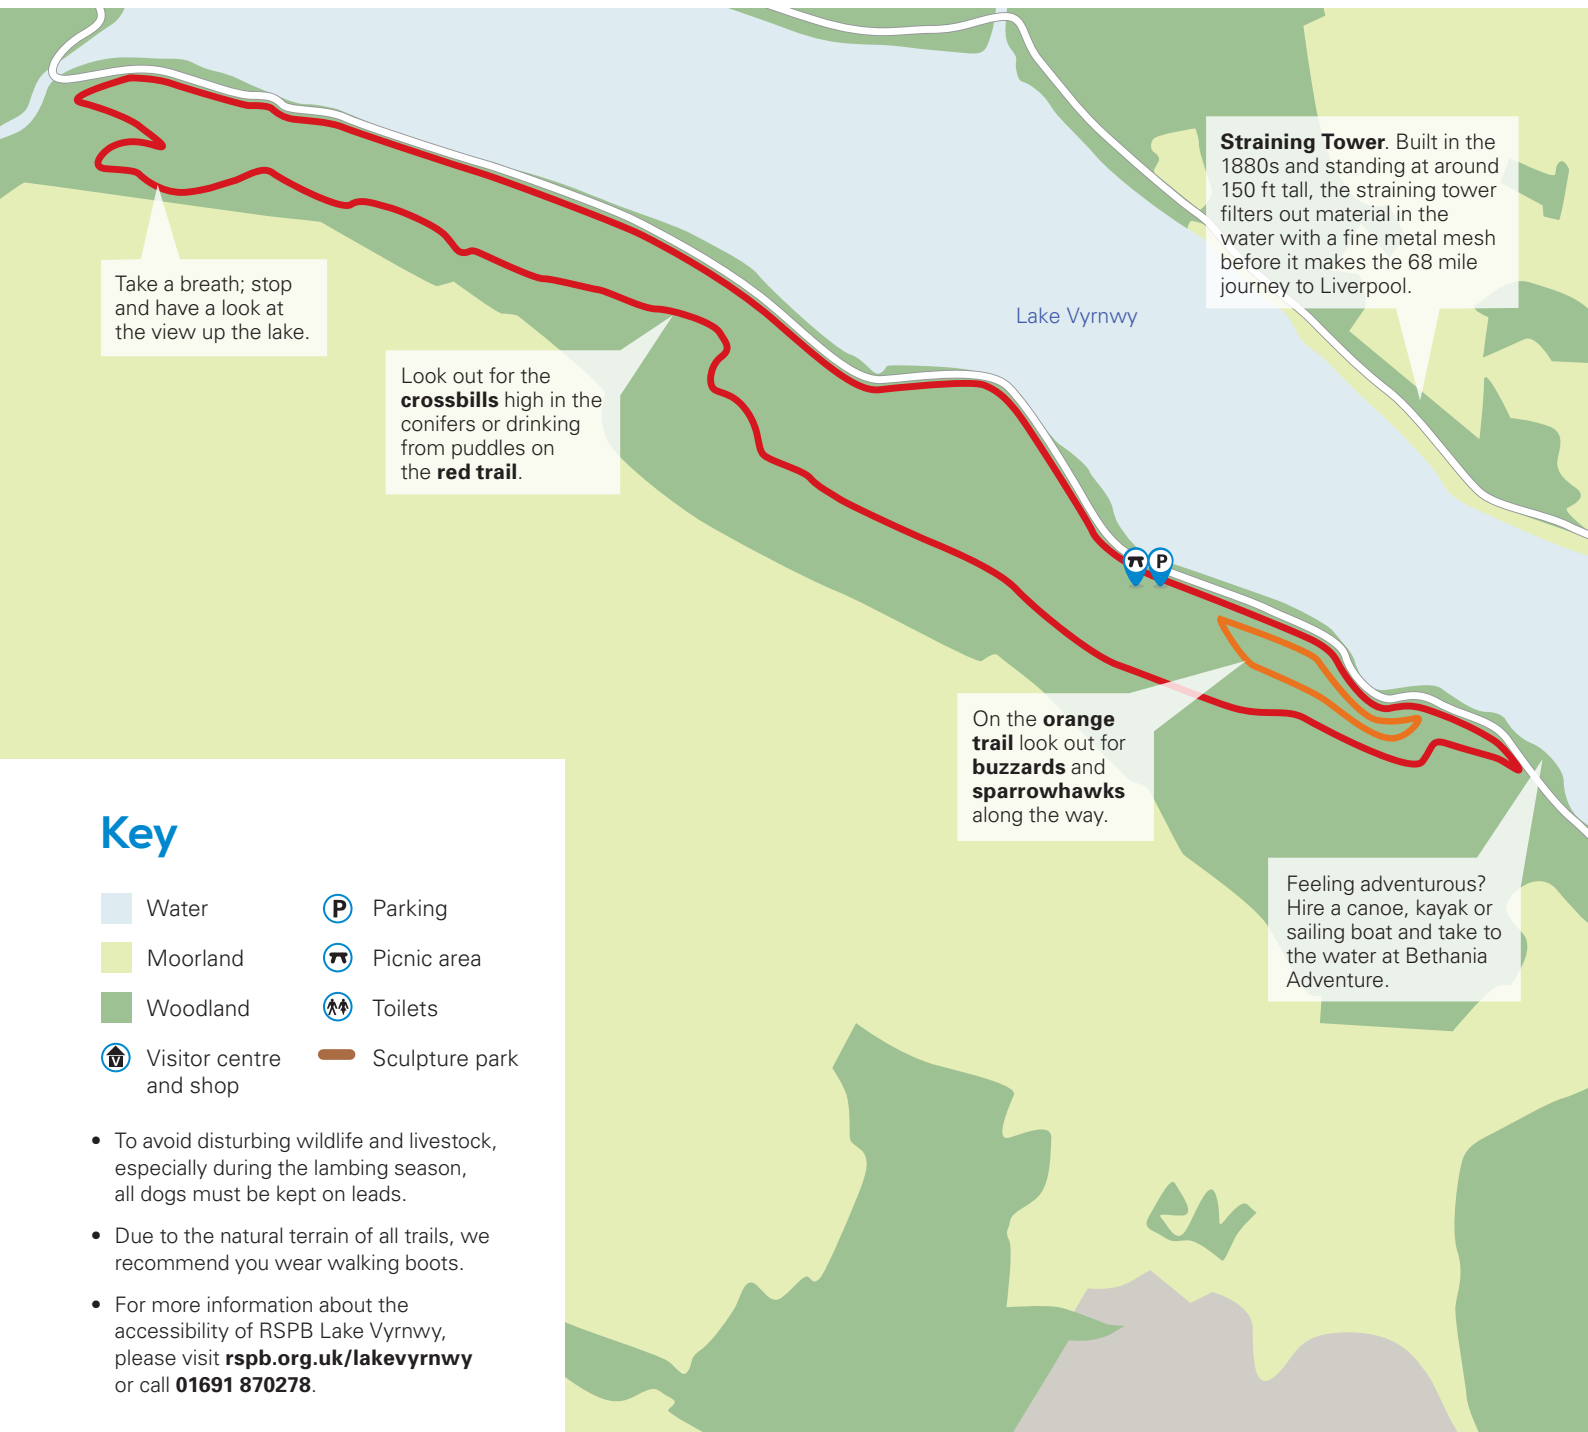 Straining Tower. Built in the
1880s and standing at around
150 ft tall, the straining tower
filters out material in the
water with a fine metal mesh
before it makes the 68 mile
journey to Liverpool.
Take a breath; stop
and have a look at
the view up the lake.
Lake Vyrnwy
Look out for the
crossbills high in the
conifers or drinking
from puddles on
the red trail.
P
On the orange
trail look out for
buzzards and
sparrowhawks
along the way.
Feeling adventurous?
Hire a canoe, kayak or
sailing boat and take to
the water at Bethania
Adventure.
Key
Water
P Parking
Moorland
Picnic area
Woodland
Toilets
V Visitor centre
and shop
Sculpture park
• To avoid disturbing wildlife and livestock,
especially during the lambing season,
all dogs must be kept on leads.
• Due to the natural terrain of all trails, we
recommend you wear walking boots.
• For more information about the
accessibility of RSPB Lake Vyrnwy,
please visit rspb.org.uk/lakevyrnwy
or call 01691 870278.